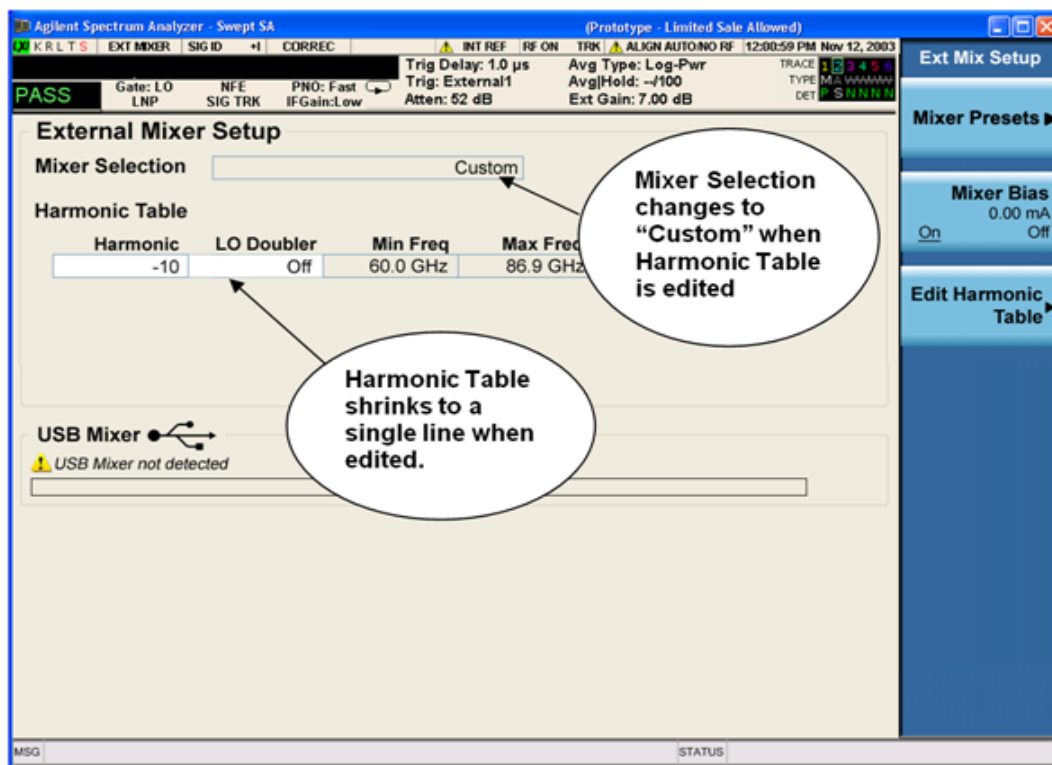 Agilent Spectrum Analyzer - Swept SA (Prototype - Limited Sale Allowed)
K R L T S EXT MIXER SIG ID +I CORREC INT REF RF ON TRK ALIGN AUTO/NO RF 12:00:59 PM Nov 12, 2003
PASS
Gate: LO
LNP
NFE
SIG TRK
PNO: Fast
IFGain:Low
Trig Delay: 1.0 µs
Trig: External1
Atten: 52 dB
Avg Type: Log-Pwr
Avg|Hold: --/100
Ext Gain: 7.00 dB
TRACE 1 2 3 4 5 6
TYPE M A W W W W
DET P S N N N N
External Mixer Setup
Mixer Selection Custom
Harmonic Table
Harmonic LO Doubler Min Freq Max Freq
-10 Off 60.0 GHz 86.9 GHz
Mixer Selection
changes to
“Custom” when
Harmonic Table
is edited
Harmonic Table
shrinks to a
single line when
edited.
USB Mixer
USB Mixer not detected
Ext Mix Setup
Mixer Presets
Mixer Bias
0.00 mA
On Off
Edit Harmonic
Table
MSG STATUS